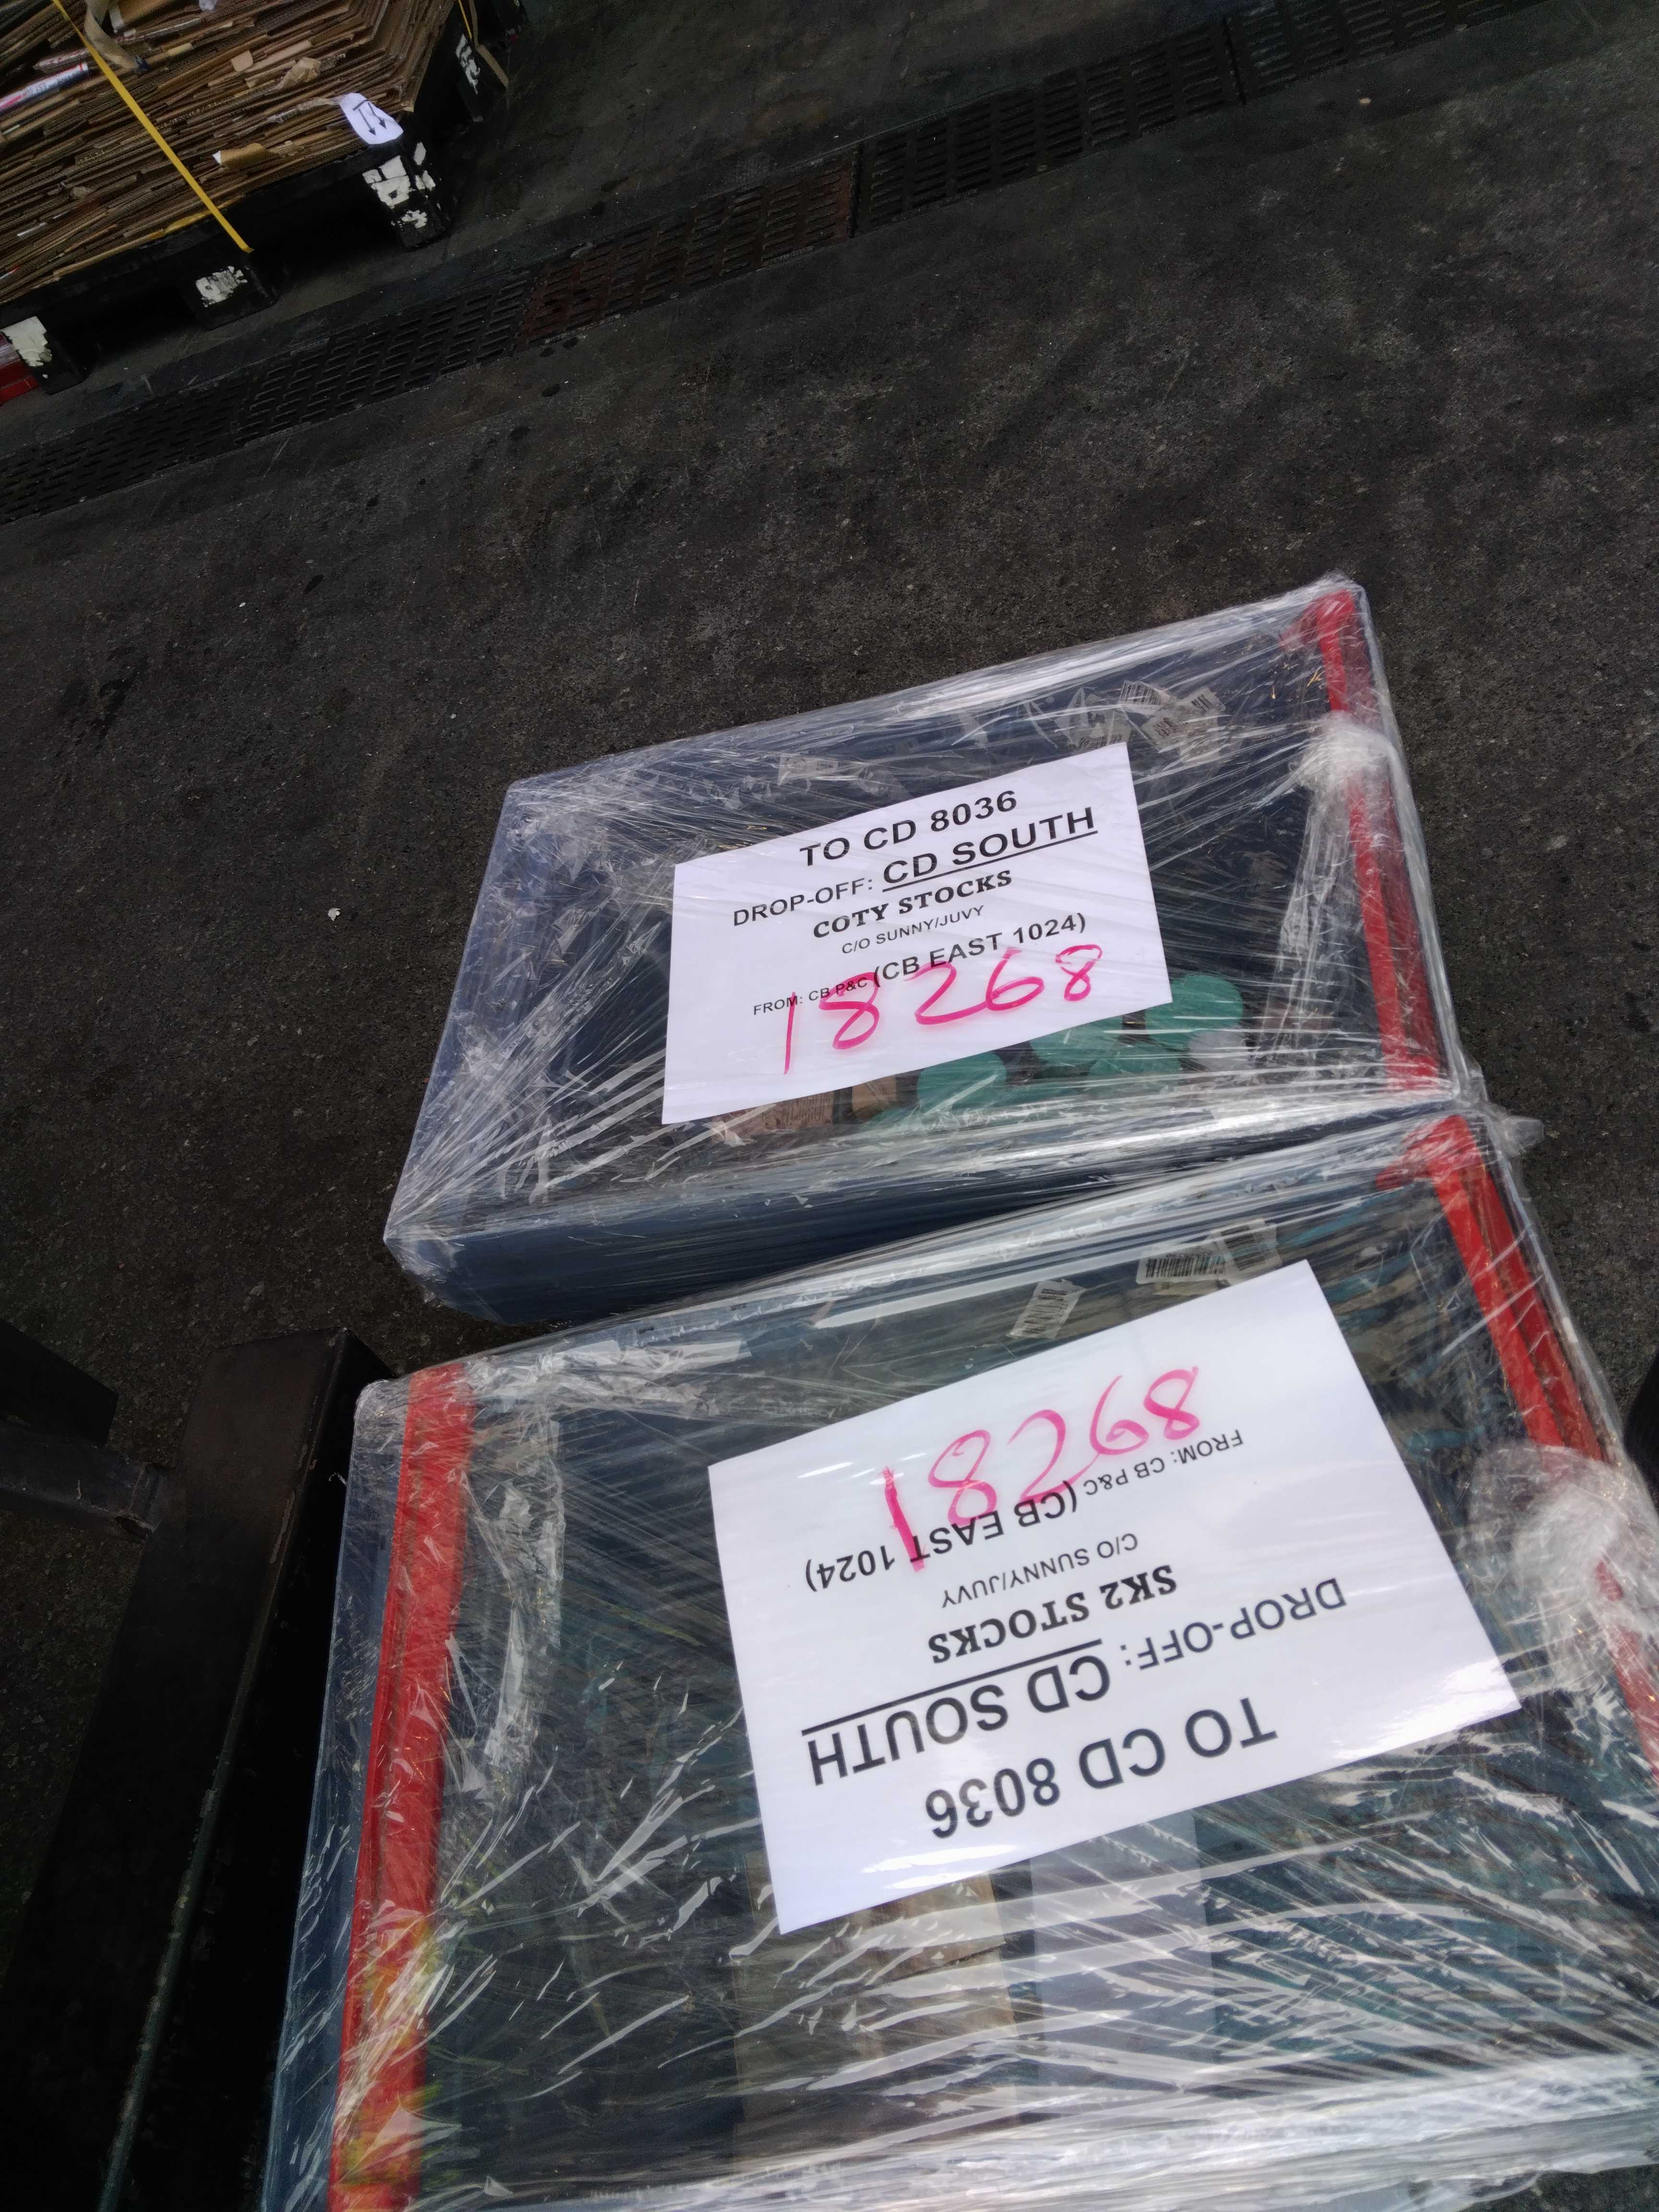 TO CD 8036
DROP-OFF: CD SOUTH
COTY STOCKS
C/O SUNNY/JUVY
FROM: CB P&C (CB EAST 1024)
18268
TO CD 8036
DROP-OFF: CD SOUTH
SK2 STOCKS
C/O SUNNY/JUVY
FROM: CB P&C (CB EAST 1024)
18268